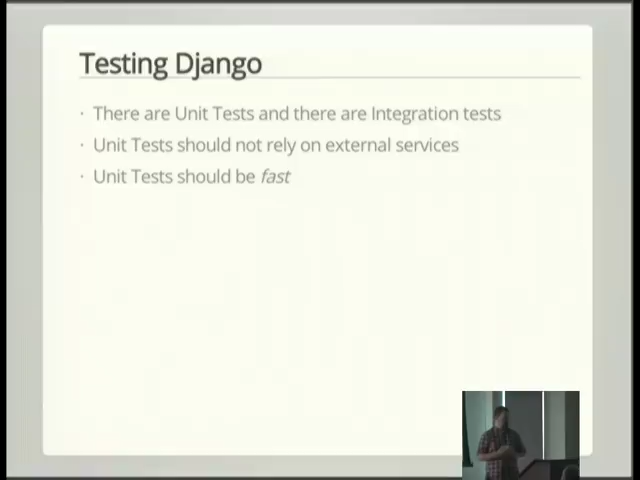 Testing Django
· There are Unit Tests and there are Integration tests
· Unit Tests should not rely on external services
· Unit Tests should be fast